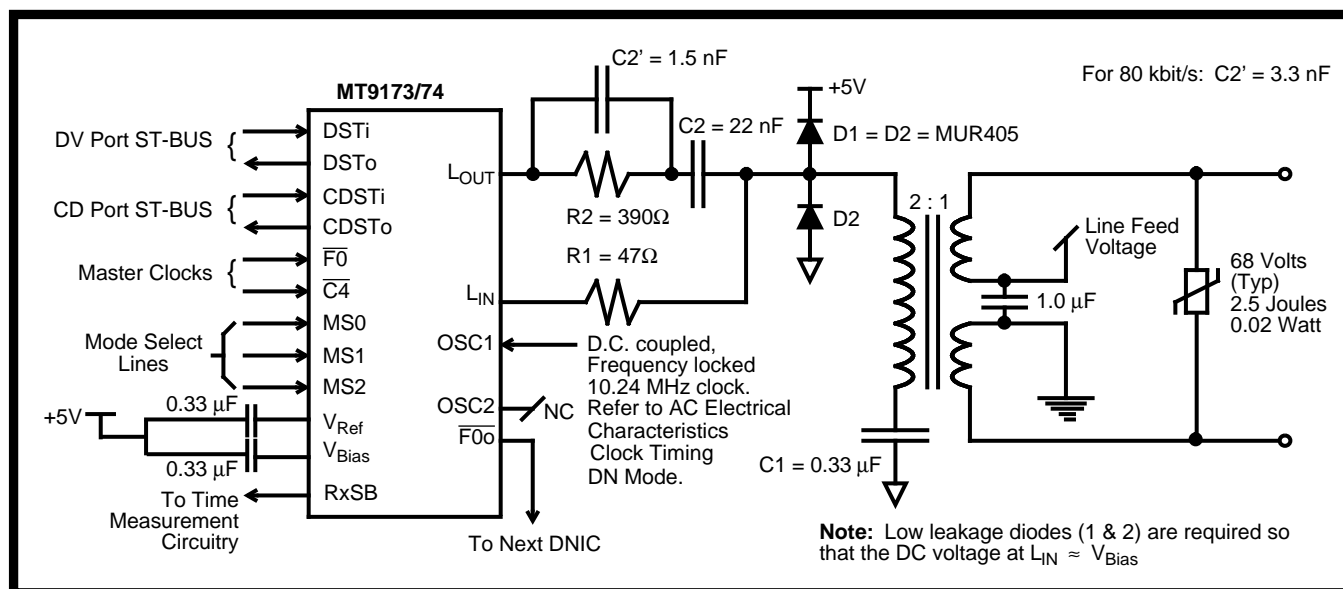 C2’ = 1.5 nF
For 80 kbit/s: C2’ = 3.3 nF
MT9173/74
+5V
DV Port ST-BUS {
DSTi
DSTo
C2 = 22 nF
D1 = D2 = MUR405
LOUT
CD Port ST-BUS {
CDSTi
CDSTo
R2 = 390Ω
D2
2 : 1
Line Feed
Voltage
R1 = 47Ω
Master Clocks {
F0
C4
LIN
68 Volts
(Typ)
2.5 Joules
0.02 Watt
1.0 µF
Mode Select
Lines
MS0
MS1
MS2
OSC1
D.C. coupled,
Frequency locked
10.24 MHz clock.
Refer to AC Electrical
Characteristics
Clock Timing
DN Mode.
OSC2
NC
F0o
+5V
0.33 µF
VRef
0.33 µF
VBias
C1 = 0.33 µF
RxSB
To Time
Measurement
Circuitry
To Next DNIC
Note: Low leakage diodes (1 & 2) are required so
that the DC voltage at LIN ≈ VBias